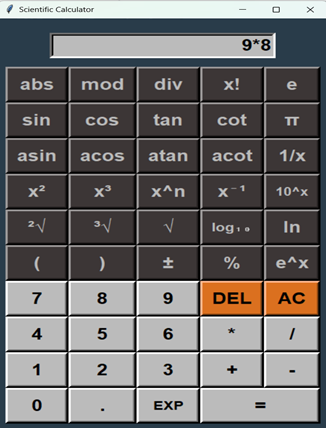 Scientific Calculator
9*8
abs mod div x! e
sin cos tan cot π
asin acos atan acot 1/x
x² x³ x^n x⁻¹ 10^x
²√ ³√ √ log₁₀ ln
( ) ± % e^x
7 8 9 DEL AC
4 5 6 * /
1 2 3 + -
0 . EXP =